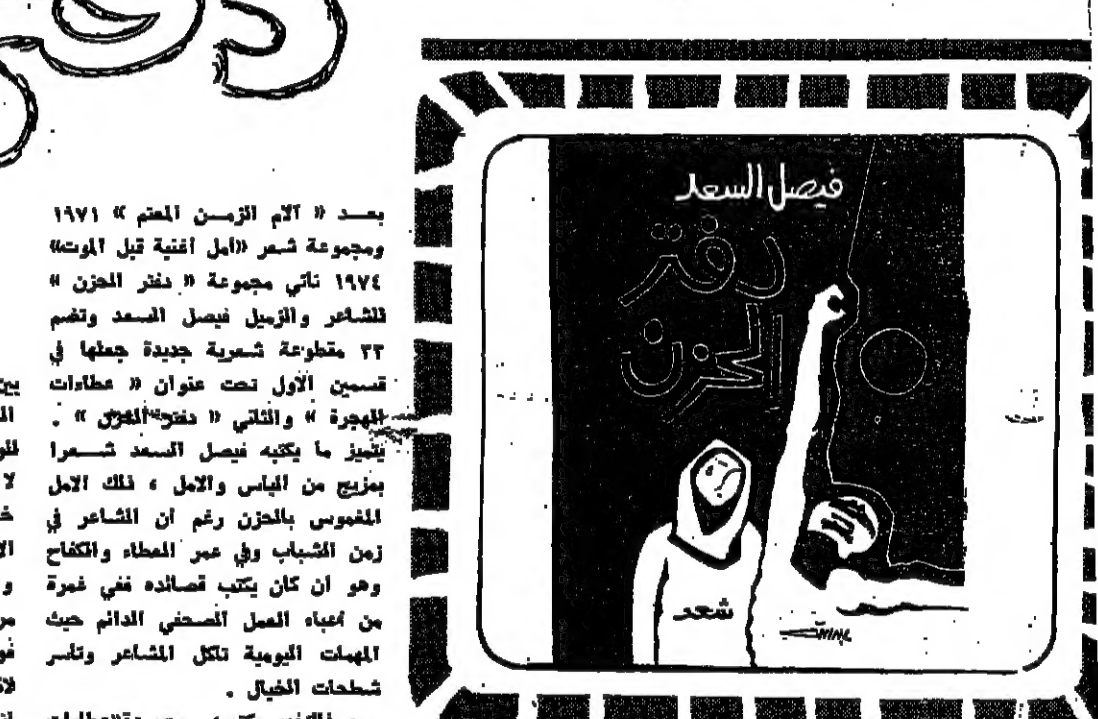 بعد « آلام الزمن المعتم » ١٩٧١
ومجموعة شعر «أمل أغنية قبل الموت»
١٩٧٤ تأتي مجموعة « دفتر الحزن »
للشاعر والزميل فيصل السعد وتضم
٣٣ مقطوعة شعرية جديدة جعلها في
قسمين الأول تحت عنوان « عطاءات
الهجرة » والثاني « دفتر الحزن » .
يتميز ما يكتبه فيصل السعد شعرا
بمزيج من اليأس والامل ، ذلك الامل
المغموس بالحزن رغم أن الشاعر في
زمن الشباب وفي عمر العطاء والكفاح
وهو ان كان يكتب قصائده ففي غمرة
من أعباء العمل الصحفي الدائم حيث
المهمات اليومية تاكل المشاعر وتأسر
شطحات الخيال .
فيصل السعد
دفتر
الحزن
شعر